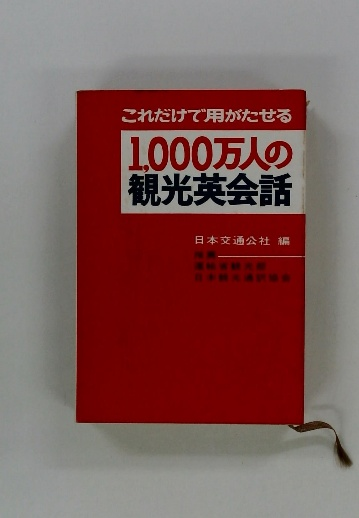 これだけで用がたせる
1,000万人の
観光英会話
日本交通公社 編